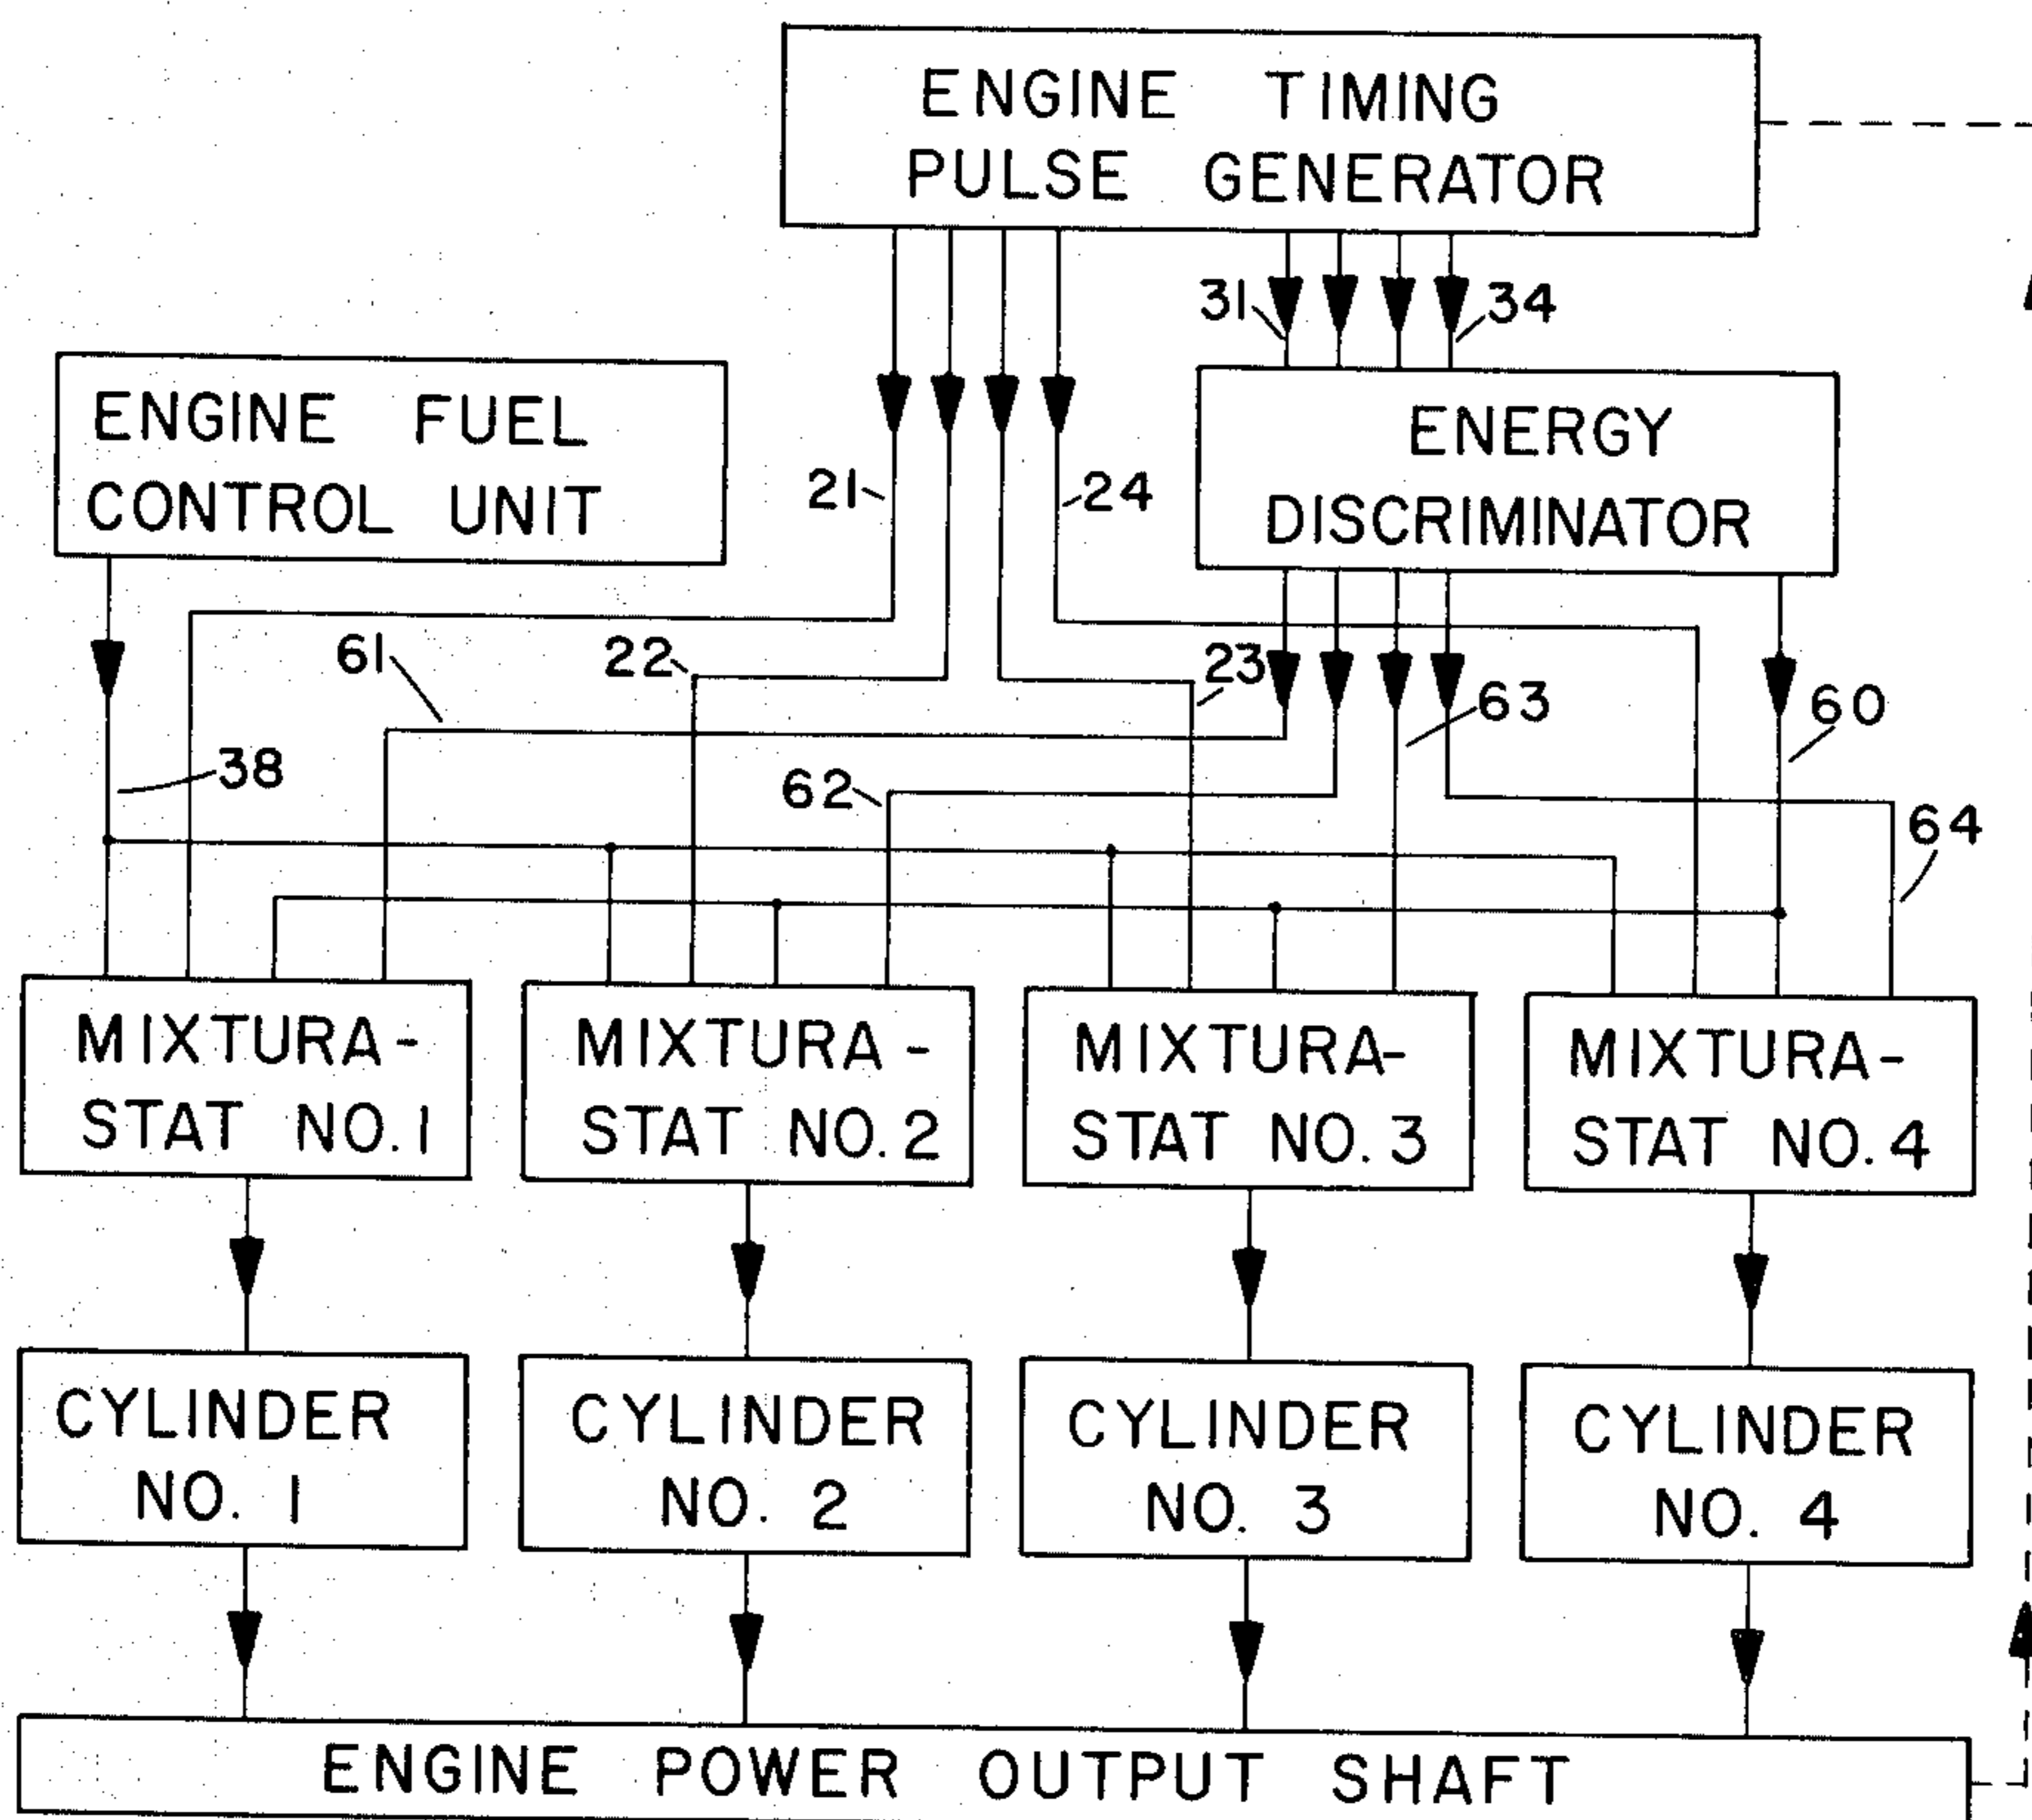 ENGINE TIMING
PULSE GENERATOR
31
34
ENGINE FUEL
CONTROL UNIT
21
24
ENERGY
DISCRIMINATOR
61
22
23
63
60
38
62
64
MIXTURA-
STAT NO. 1
MIXTURA-
STAT NO. 2
MIXTURA-
STAT NO. 3
MIXTURA-
STAT NO. 4
CYLINDER
NO. 1
CYLINDER
NO. 2
CYLINDER
NO. 3
CYLINDER
NO. 4
ENGINE POWER OUTPUT SHAFT